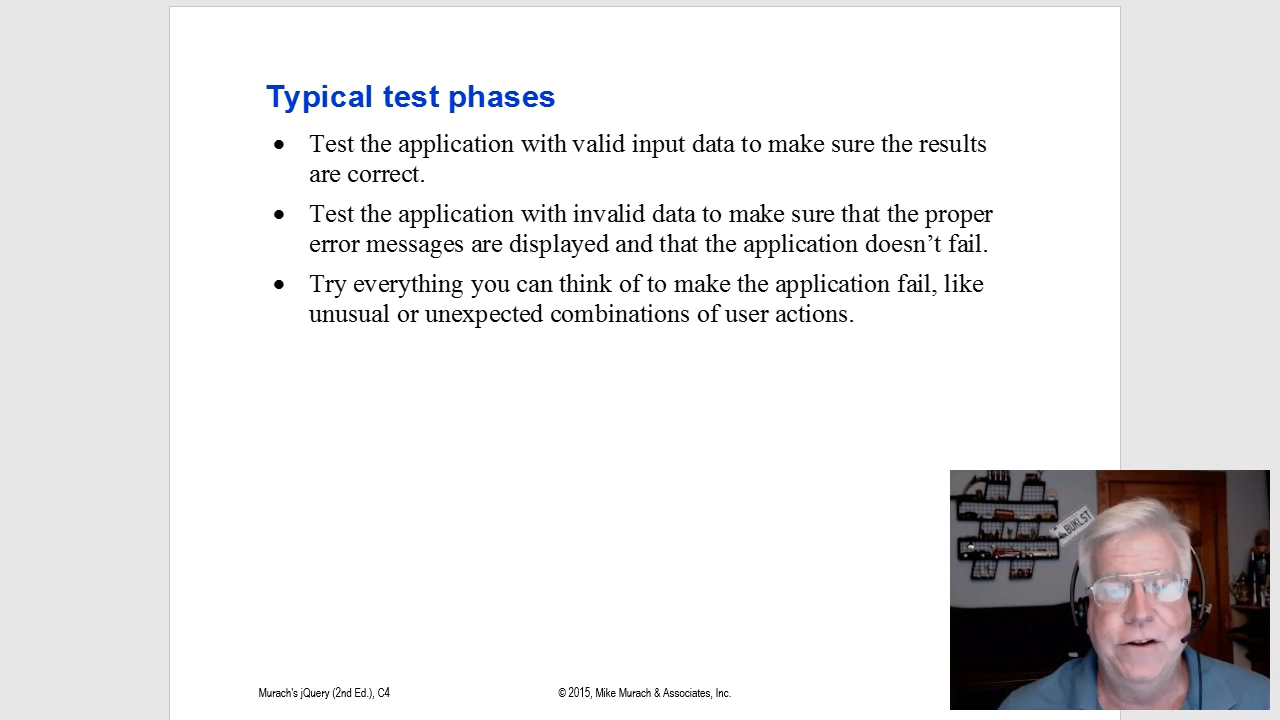 Typical test phases
• Test the application with valid input data to make sure the results
are correct.
• Test the application with invalid data to make sure that the proper
error messages are displayed and that the application doesn’t fail.
• Try everything you can think of to make the application fail, like
unusual or unexpected combinations of user actions.
BUKLST
Murach’s jQuery (2nd Ed.), C4
© 2015, Mike Murach & Associates, Inc.